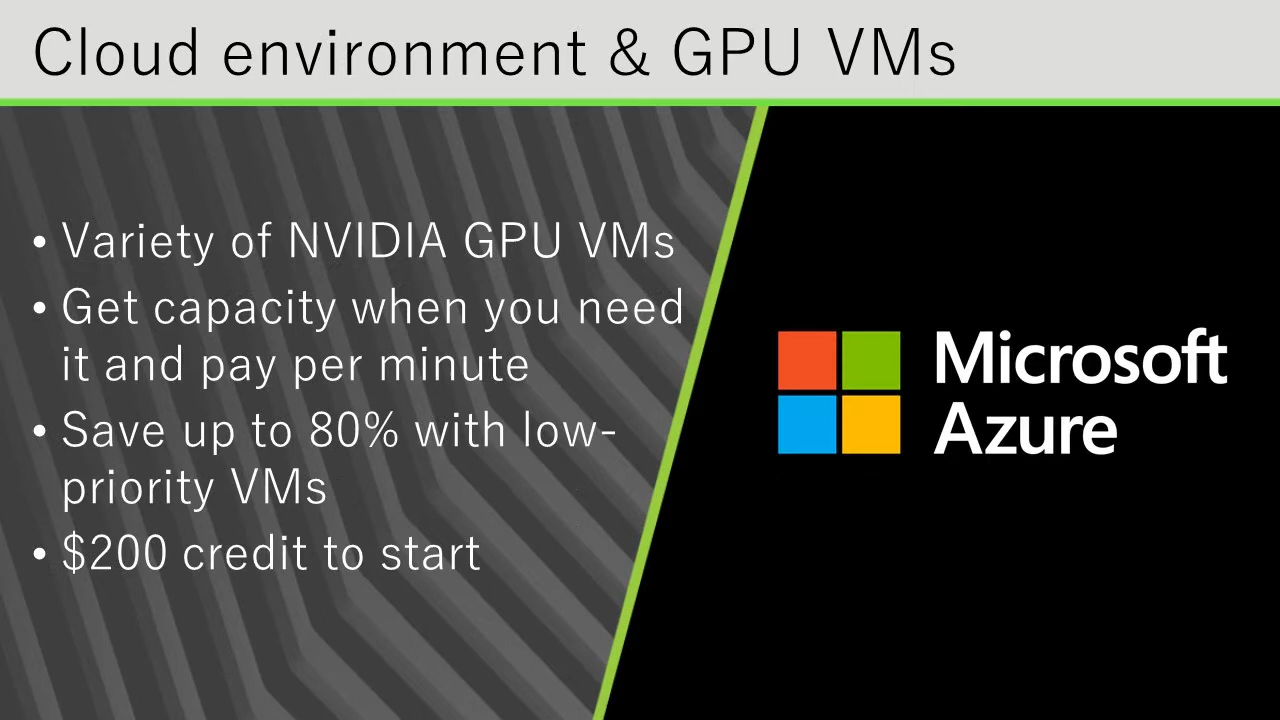 Cloud environment & GPU VMs
• Variety of NVIDIA GPU VMs
• Get capacity when you need
it and pay per minute
• Save up to 80% with low-
priority VMs
• $200 credit to start
Microsoft
Azure